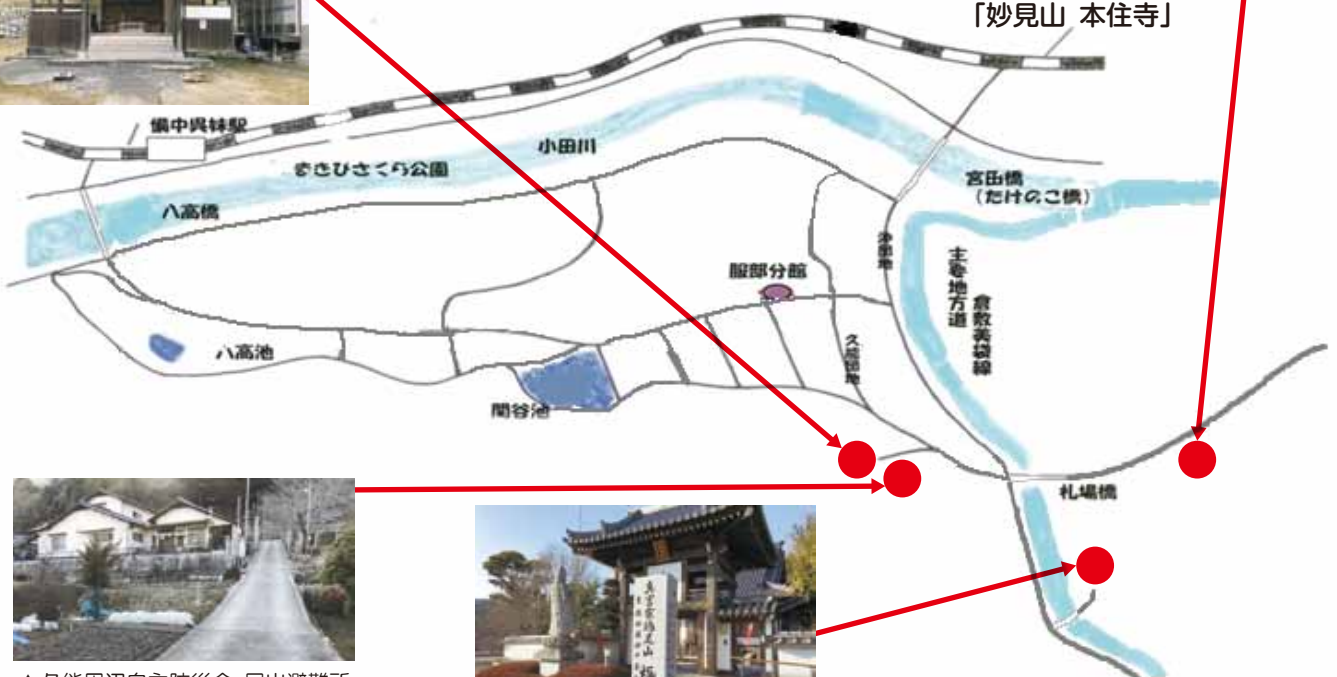 「妙見山 本住寺」
備中呉妹駅
まきびさくら公園
小田川
八高橋
宮田橋
(たけのこ橋)
服部分館
主要地方道
倉敷美袋線
久能団地
八高池
関谷池
札場橋